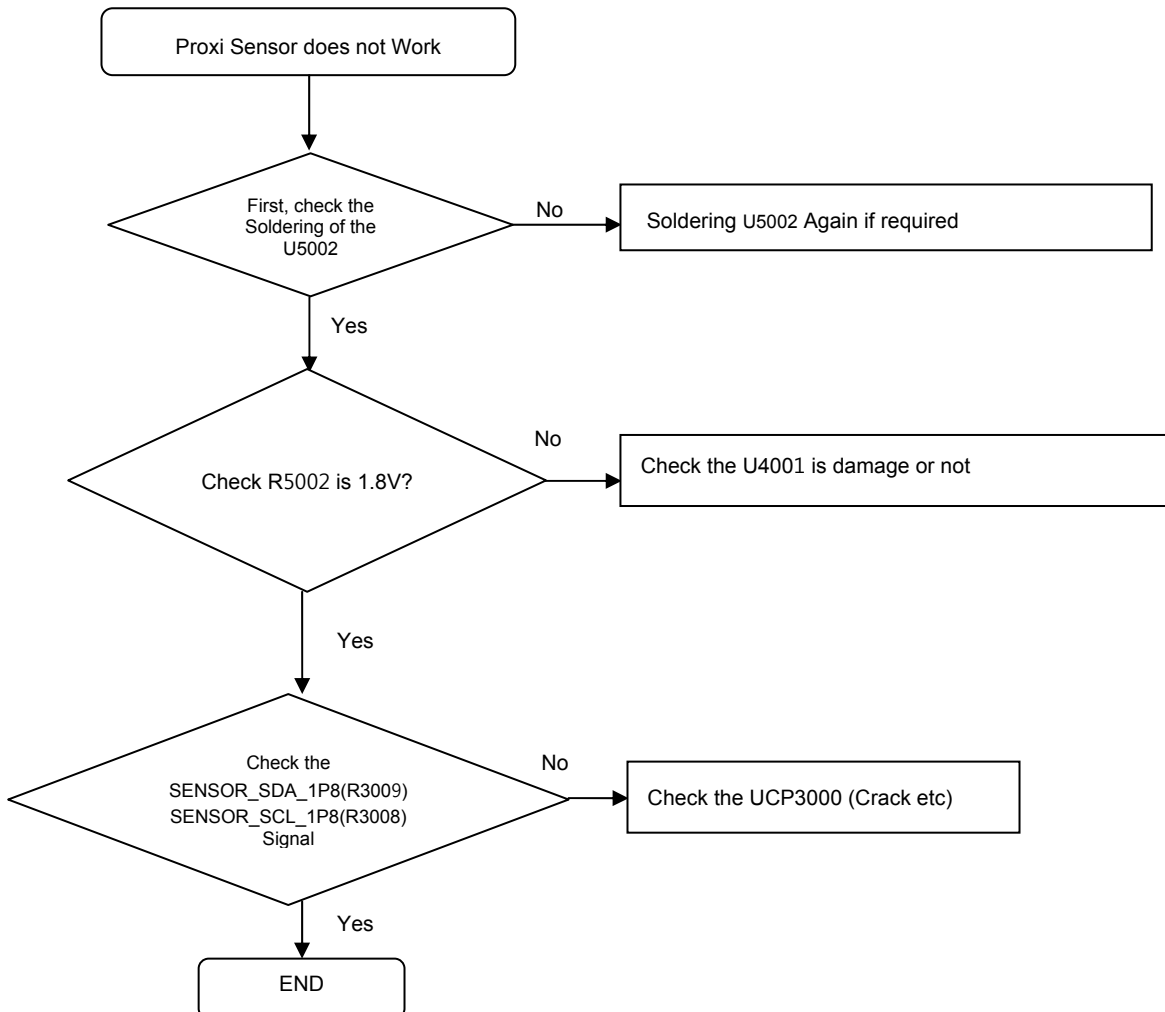 Proxi Sensor does not Work
First, check the
Soldering of the
U5002
No
Soldering U5002 Again if required
Yes
Check R5002 is 1.8V?
No
Check the U4001 is damage or not
Yes
Check the
SENSOR_SDA_1P8(R3009)
SENSOR_SCL_1P8(R3008)
Signal
No
Check the UCP3000 (Crack etc)
Yes
END